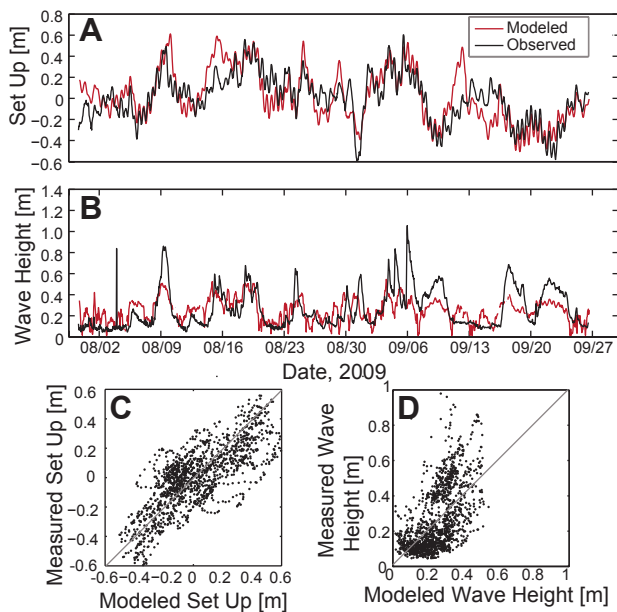 A
Modeled
Observed
Set Up [m]
0.8
0.6
0.4
0.2
0
−0.2
−0.4
−0.6
B
Wave Height [m]
1.4
1.2
1.0
0.8
0.6
0.4
0.2
0
08/02 08/09 08/16 08/23 08/30 09/06 09/13 09/20 09/27
Date, 2009
C
Measured Set Up [m]
0.6
0.4
0.2
0
−0.2
−0.4
-0.6
-0.6 −0.4 −0.2 0 0.2 0.4 0.6
Modeled Set Up [m]
D
Measured Wave
Height [m]
1
0.8
0.6
0.4
0.2
0
0 0.2 0.4 0.6 0.8 1
Modeled Wave Height [m]